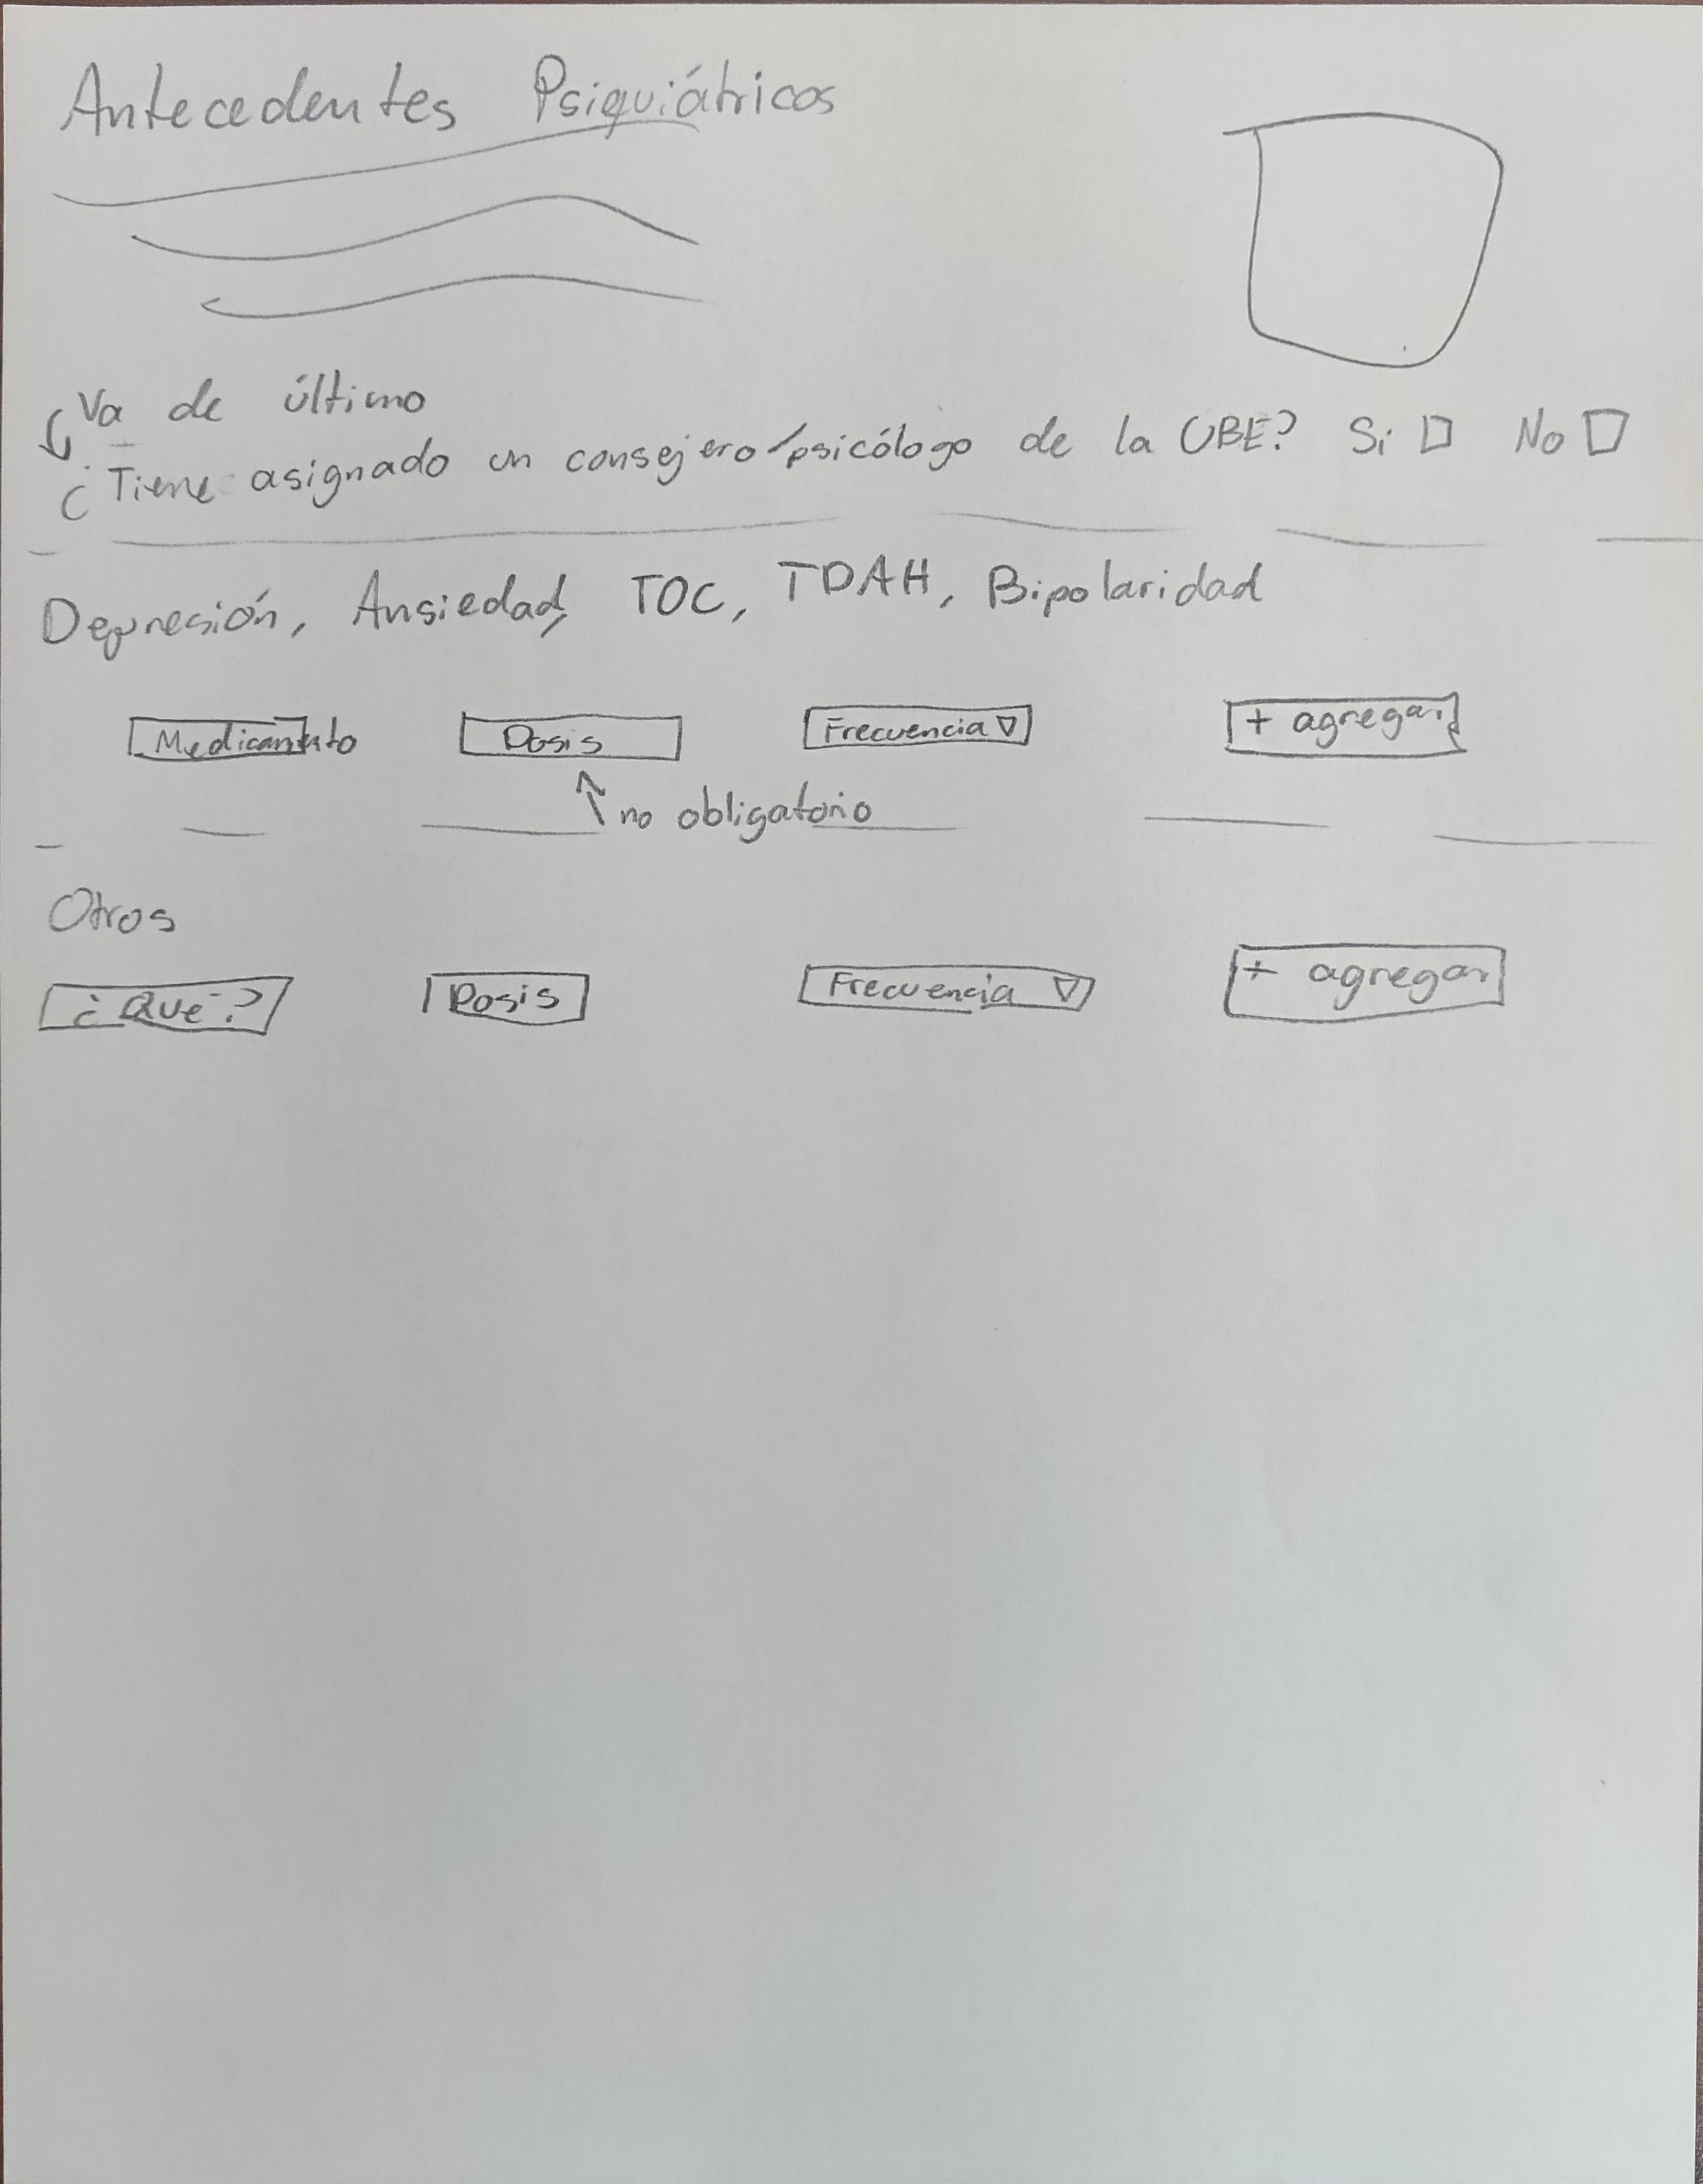 Antecedentes Psiquiátricos
Va de último
¿Tiene asignado un consejero/psicólogo de la UBE? Si No
Depresión, Ansiedad, TOC, TDAH, Bipolaridad
Medicamento Dosis Frecuencia + agregar
no obligatorio
Otros
¿Qué? Dosis Frecuencia + agregar